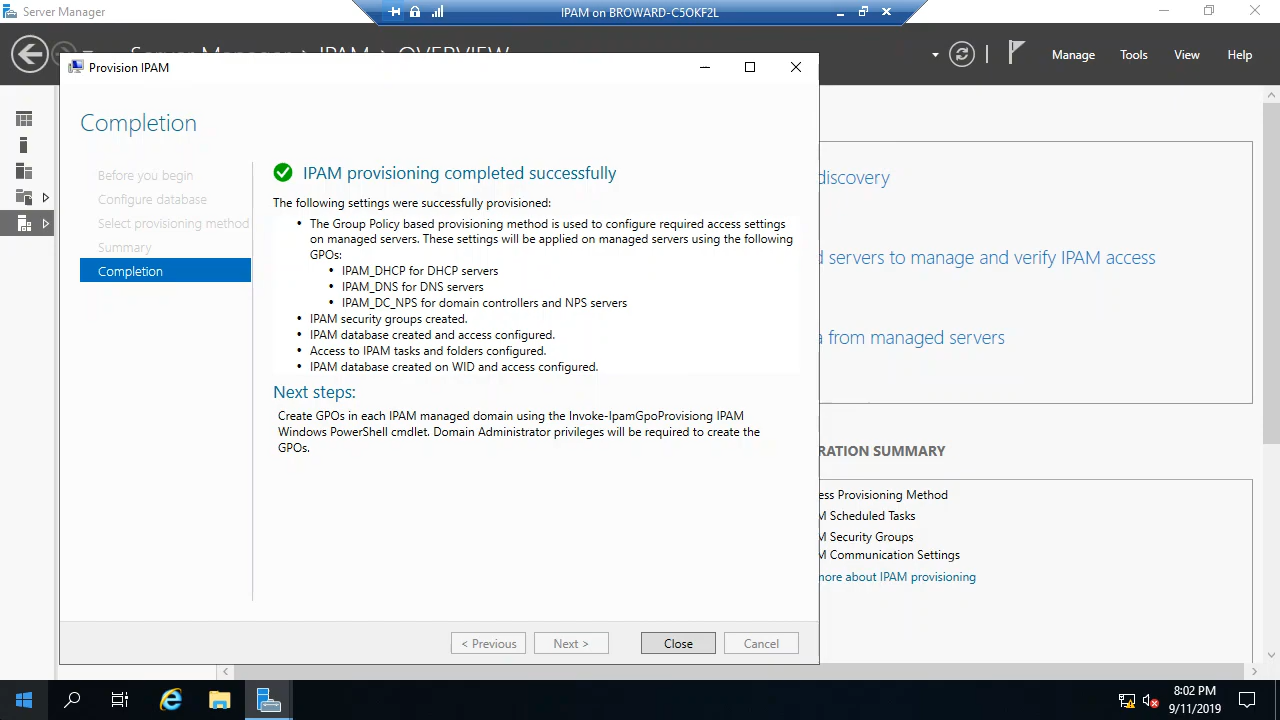 Server Manager
IPAM on BROWARD-C5OKF2L
Server Manager › IPAM › OVERVIEW
Manage Tools View Help
Provision IPAM
Completion
Before you begin
Configure database
Select provisioning method
Summary
Completion
IPAM provisioning completed successfully
The following settings were successfully provisioned:
• The Group Policy based provisioning method is used to configure required access settings
on managed servers. These settings will be applied on managed servers using the following
GPOs:
• IPAM_DHCP for DHCP servers
• IPAM_DNS for DNS servers
• IPAM_DC_NPS for domain controllers and NPS servers
• IPAM security groups created.
• IPAM database created and access configured.
• Access to IPAM tasks and folders configured.
• IPAM database created on WID and access configured.
Next steps:
Create GPOs in each IPAM managed domain using the Invoke-IpamGpoProvisiong IPAM
Windows PowerShell cmdlet. Domain Administrator privileges will be required to create the
GPOs.
< Previous Next > Close Cancel
discovery
d servers to manage and verify IPAM access
a from managed servers
RATION SUMMARY
ess Provisioning Method
M Scheduled Tasks
M Security Groups
M Communication Settings
more about IPAM provisioning
8:02 PM
9/11/2019